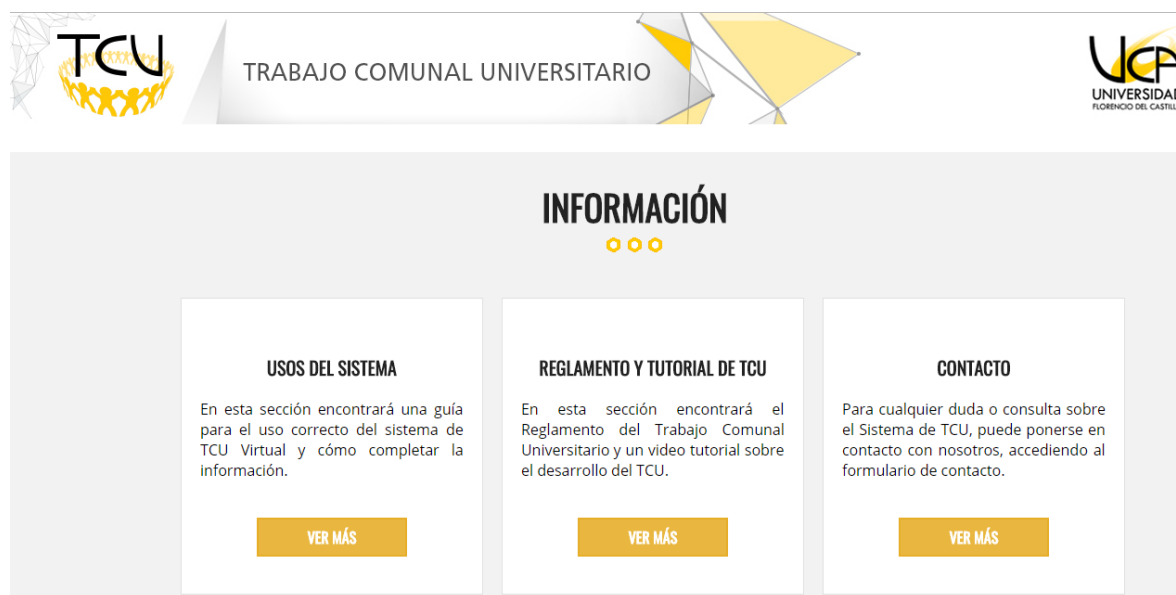 TCU
TRABAJO COMUNAL UNIVERSITARIO
FLORENCIO DEL
INFORMACIÓN
USOS DEL SISTEMA
En esta sección encontrará una guía
para el uso correcto del sistema de
TCU Virtual y cómo completar la
información.
VER MÁS
REGLAMENTO Y TUTORIAL DE TCU
En esta sección encontrará el
Reglamento del Trabajo Comunal
Universitario y un video tutorial sobre
el desarrollo del TCU.
VER MÁS
CONTACTO
Para cualquier duda o consulta sobre
el Sistema de TCU, puede ponerse en
contacto con nosotros, accediendo al
formulario de contacto.
VER MÁS